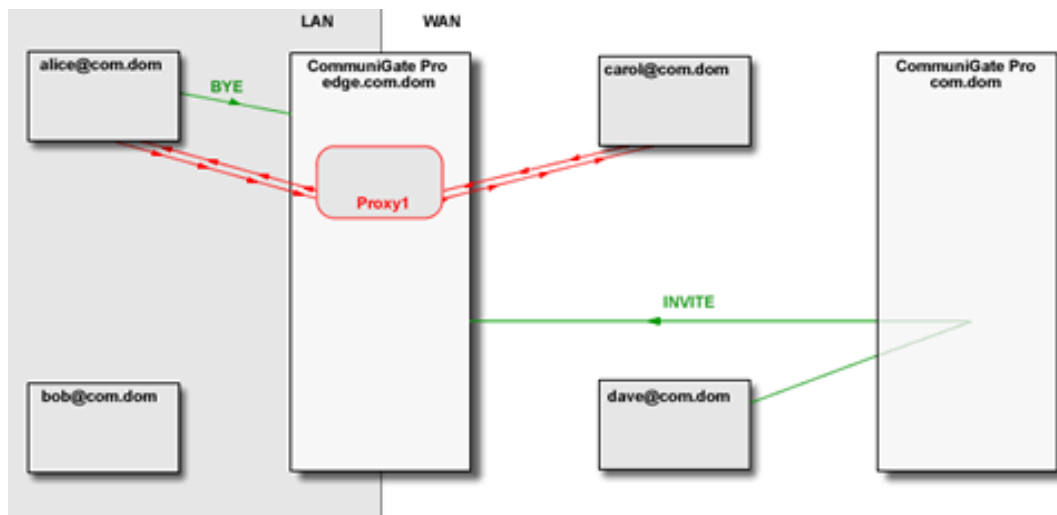 LAN
WAN
alice@com.dom
CommuniGate Pro
edge.com.dom
carol@com.dom
CommuniGate Pro
com.dom
BYE
Proxy1
INVITE
bob@com.dom
dave@com.dom